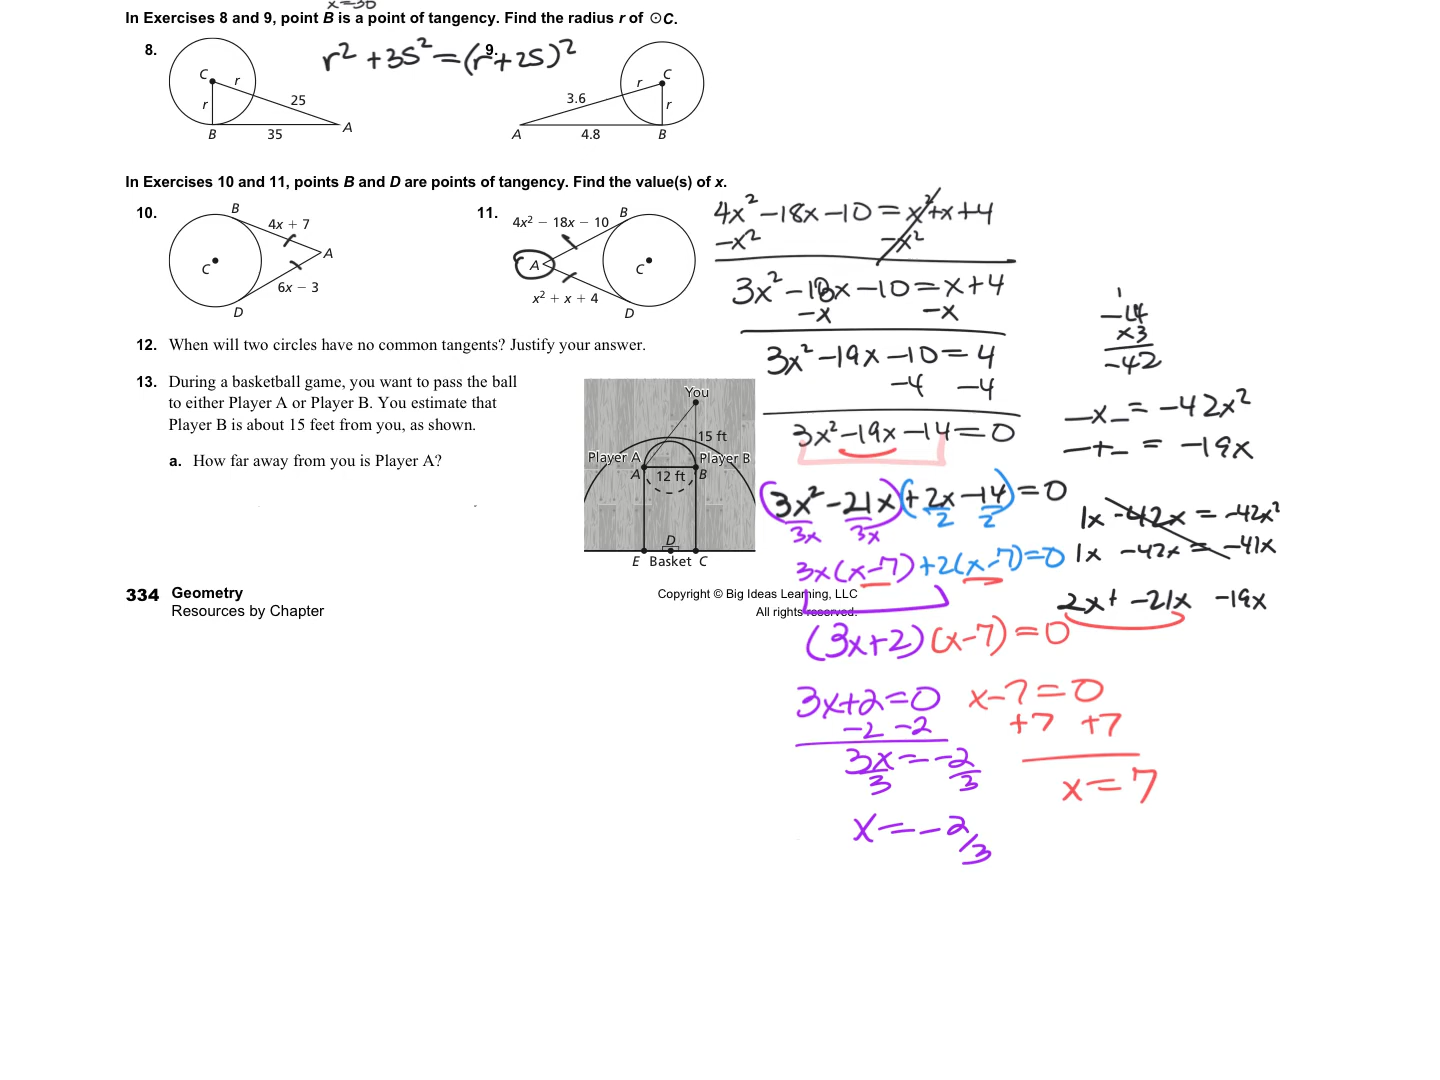 x=30
In Exercises 8 and 9, point B is a point of tangency. Find the radius r of ⊙C.
8.
r² + 35² = (r + 25)²
9.
C
r
r
25
B
35
A
C
r
r
3.6
A
4.8
B
In Exercises 10 and 11, points B and D are points of tangency. Find the value(s) of x.
10.
B
4x + 7
A
C
6x − 3
D
11.
4x² − 18x − 10
B
A
C
x² + x + 4
D
4x² − 18x − 10 = x² + x + 4
−x² −x²
3x² − 18x − 10 = x + 4
−x −x
3x² − 19x − 10 = 4
−4 −4
3x² − 19x − 14 = 0
(3x² − 21x)(+ 2x − 14) = 0
3x 3x 2 2
3x(x − 7) + 2(x − 7) = 0
(3x + 2)(x − 7) = 0
3x + 2 = 0
−2 −2
3x = −2
3 3
x = −2/3
x − 7 = 0
+7 +7
x = 7
1
−14
x3
−42
_x_ = −42x²
_+_ = −19x
1x −42x = −42x²
1x −42x = −41x
2x + −21x −19x
12. When will two circles have no common tangents? Justify your answer.
13. During a basketball game, you want to pass the ball
to either Player A or Player B. You estimate that
Player B is about 15 feet from you, as shown.
a. How far away from you is Player A?
You
15 ft
Player A
Player B
A
12 ft
B
D
E Basket C
334 Geometry
Resources by Chapter
Copyright © Big Ideas Learning, LLC
All rights reserved.